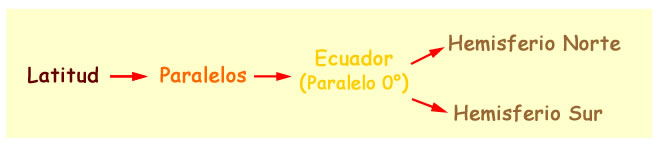 Latitud
Paralelos
Ecuador
(Paralelo 0°)
Hemisferio Norte
Hemisferio Sur